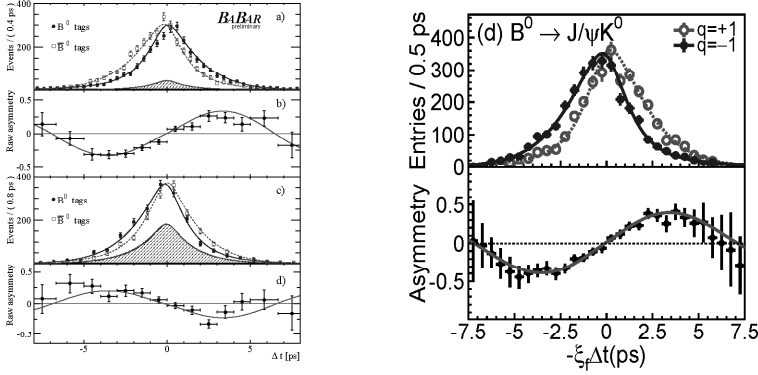 Events / ( 0.4 ps )
400
200
B⁰ tags
B̄⁰ tags
BABAR
preliminary
a)
Raw asymmetry
0.5
0
-0.5
b)
Events / ( 0.8 ps )
400
200
B⁰ tags
B̄⁰ tags
c)
Raw asymmetry
0.5
0
-0.5
d)
-5 0 5
Δt [ps]
(d) B⁰ → J/ψK⁰
q=+1
q=−1
Entries / 0.5 ps
400
300
200
100
0
Asymmetry
0.5
0
-0.5
-7.5 -5 -2.5 0 2.5 5 7.5
-ξfΔt(ps)